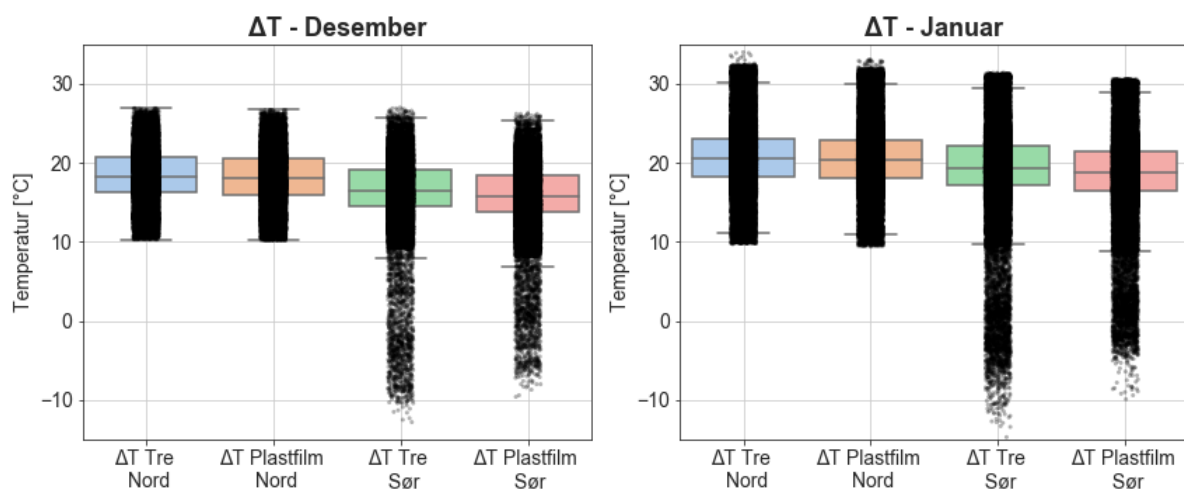 ΔT - Desember
Temperatur [°C]
30
20
10
0
−10
ΔT Tre
Nord
ΔT Plastfilm
Nord
ΔT Tre
Sør
ΔT Plastfilm
Sør
ΔT - Januar
Temperatur [°C]
30
20
10
0
−10
ΔT Tre
Nord
ΔT Plastfilm
Nord
ΔT Tre
Sør
ΔT Plastfilm
Sør